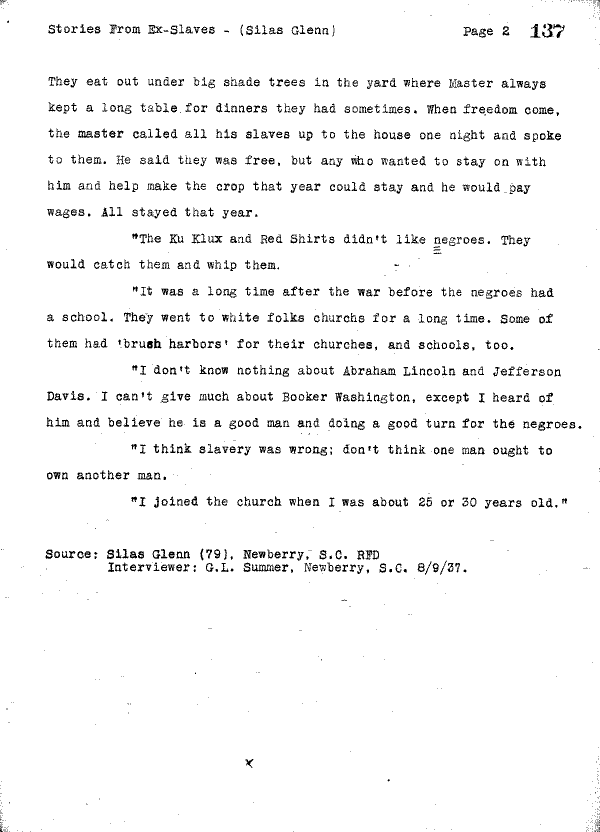 Stories From Ex-Slaves - (Silas Glenn) Page 2 137
They eat out under big shade trees in the yard where Master always
kept a long table for dinners they had sometimes. When freedom come,
the master called all his slaves up to the house one night and spoke
to them. He said they was free, but any who wanted to stay on with
him and help make the crop that year could stay and he would pay
wages. All stayed that year.
"The Ku Klux and Red Shirts didn't like negroes. They
would catch them and whip them.
"It was a long time after the war before the negroes had
a school. They went to white folks churchs for a long time. Some of
them had 'brush harbors' for their churches, and schools, too.
"I don't know nothing about Abraham Lincoln and Jefferson
Davis. I can't give much about Booker Washington, except I heard of
him and believe he is a good man and doing a good turn for the negroes.
"I think slavery was wrong; don't think one man ought to
own another man.
"I joined the church when I was about 25 or 30 years old."
Source: Silas Glenn (79), Newberry, S.C. RFD
Interviewer: G.L. Summer, Newberry, S.C. 8/9/37.